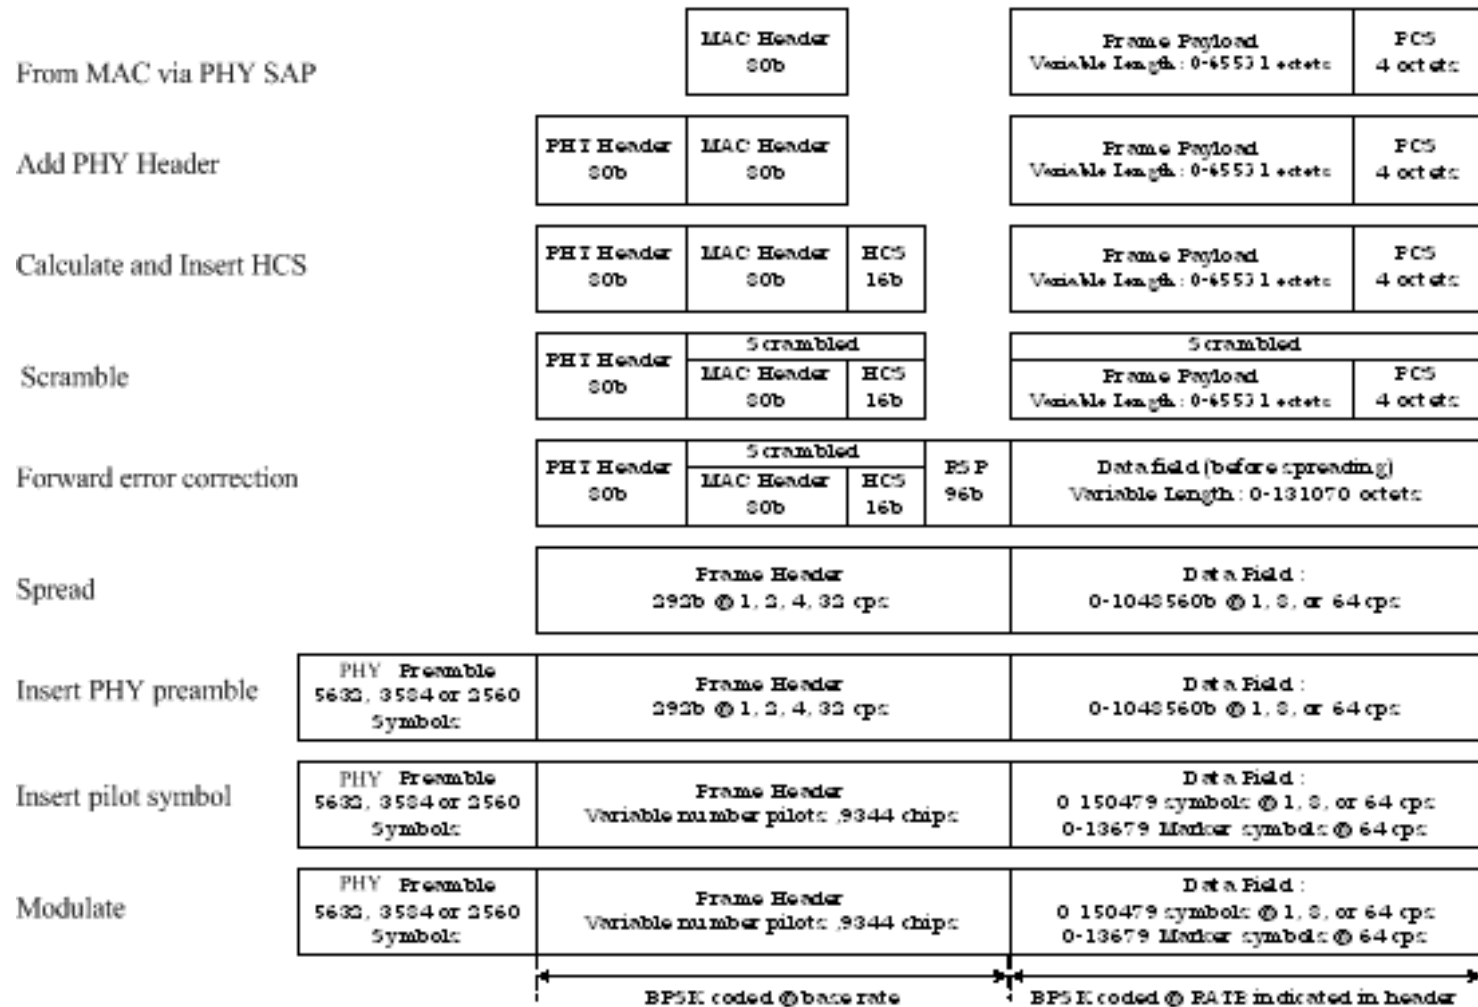 MAC Header
80b
Frame Payload
Variable Length: 0-65531 octets
FCS
4 octets
From MAC via PHY SAP
PHY Header
80b
MAC Header
80b
Frame Payload
Variable Length: 0-65531 octets
FCS
4 octets
Add PHY Header
PHY Header
80b
MAC Header
80b
HCS
16b
Frame Payload
Variable Length: 0-65531 octets
FCS
4 octets
Calculate and Insert HCS
PHY Header
80b
Scrambled
MAC Header
80b
HCS
16b
Scrambled
Frame Payload
Variable Length: 0-65531 octets
FCS
4 octets
Scramble
PHY Header
80b
Scrambled
MAC Header
80b
HCS
16b
RSP
96b
Data field (before spreading)
Variable Length: 0-131070 octets
Forward error correction
Frame Header
292b @ 1, 2, 4, 32 cps
Data Field :
0-1048560b @ 1, 8, or 64 cps
Spread
PHY Preamble
5632, 3584 or 2560
Symbols
Frame Header
292b @ 1, 2, 4, 32 cps
Data Field :
0-1048560b @ 1, 8, or 64 cps
Insert PHY preamble
PHY Preamble
5632, 3584 or 2560
Symbols
Frame Header
Variable number pilots ,9344 chips
Data Field :
0-150479 symbols @ 1, 8, or 64 cps
0-13679 Marker symbols @ 64 cps
Insert pilot symbol
PHY Preamble
5632, 3584 or 2560
Symbols
Frame Header
Variable number pilots ,9344 chips
Data Field :
0-150479 symbols @ 1, 8, or 64 cps
0-13679 Marker symbols @ 64 cps
Modulate
BPSK coded @ base rate
BPSK coded @ RATE indicated in header